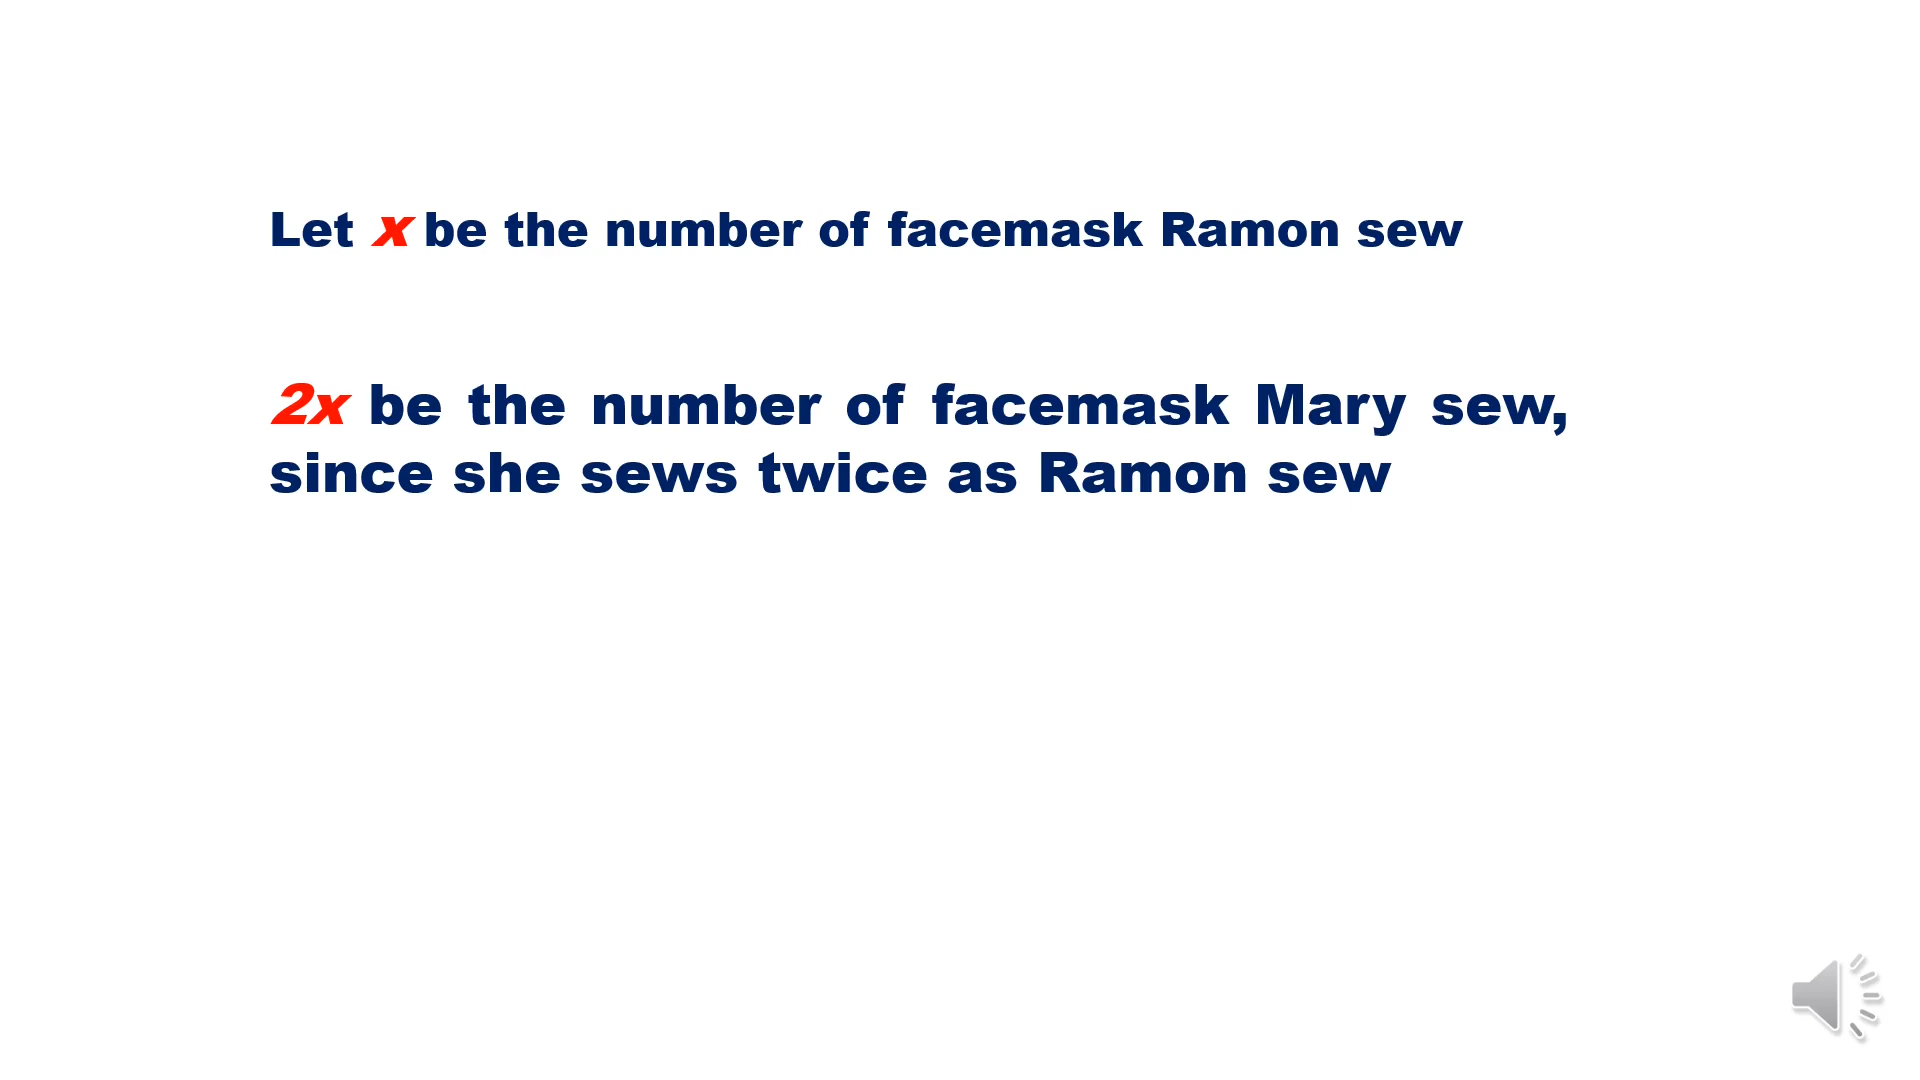 Let x be the number of facemask Ramon sew
2x be the number of facemask Mary sew,
since she sews twice as Ramon sew